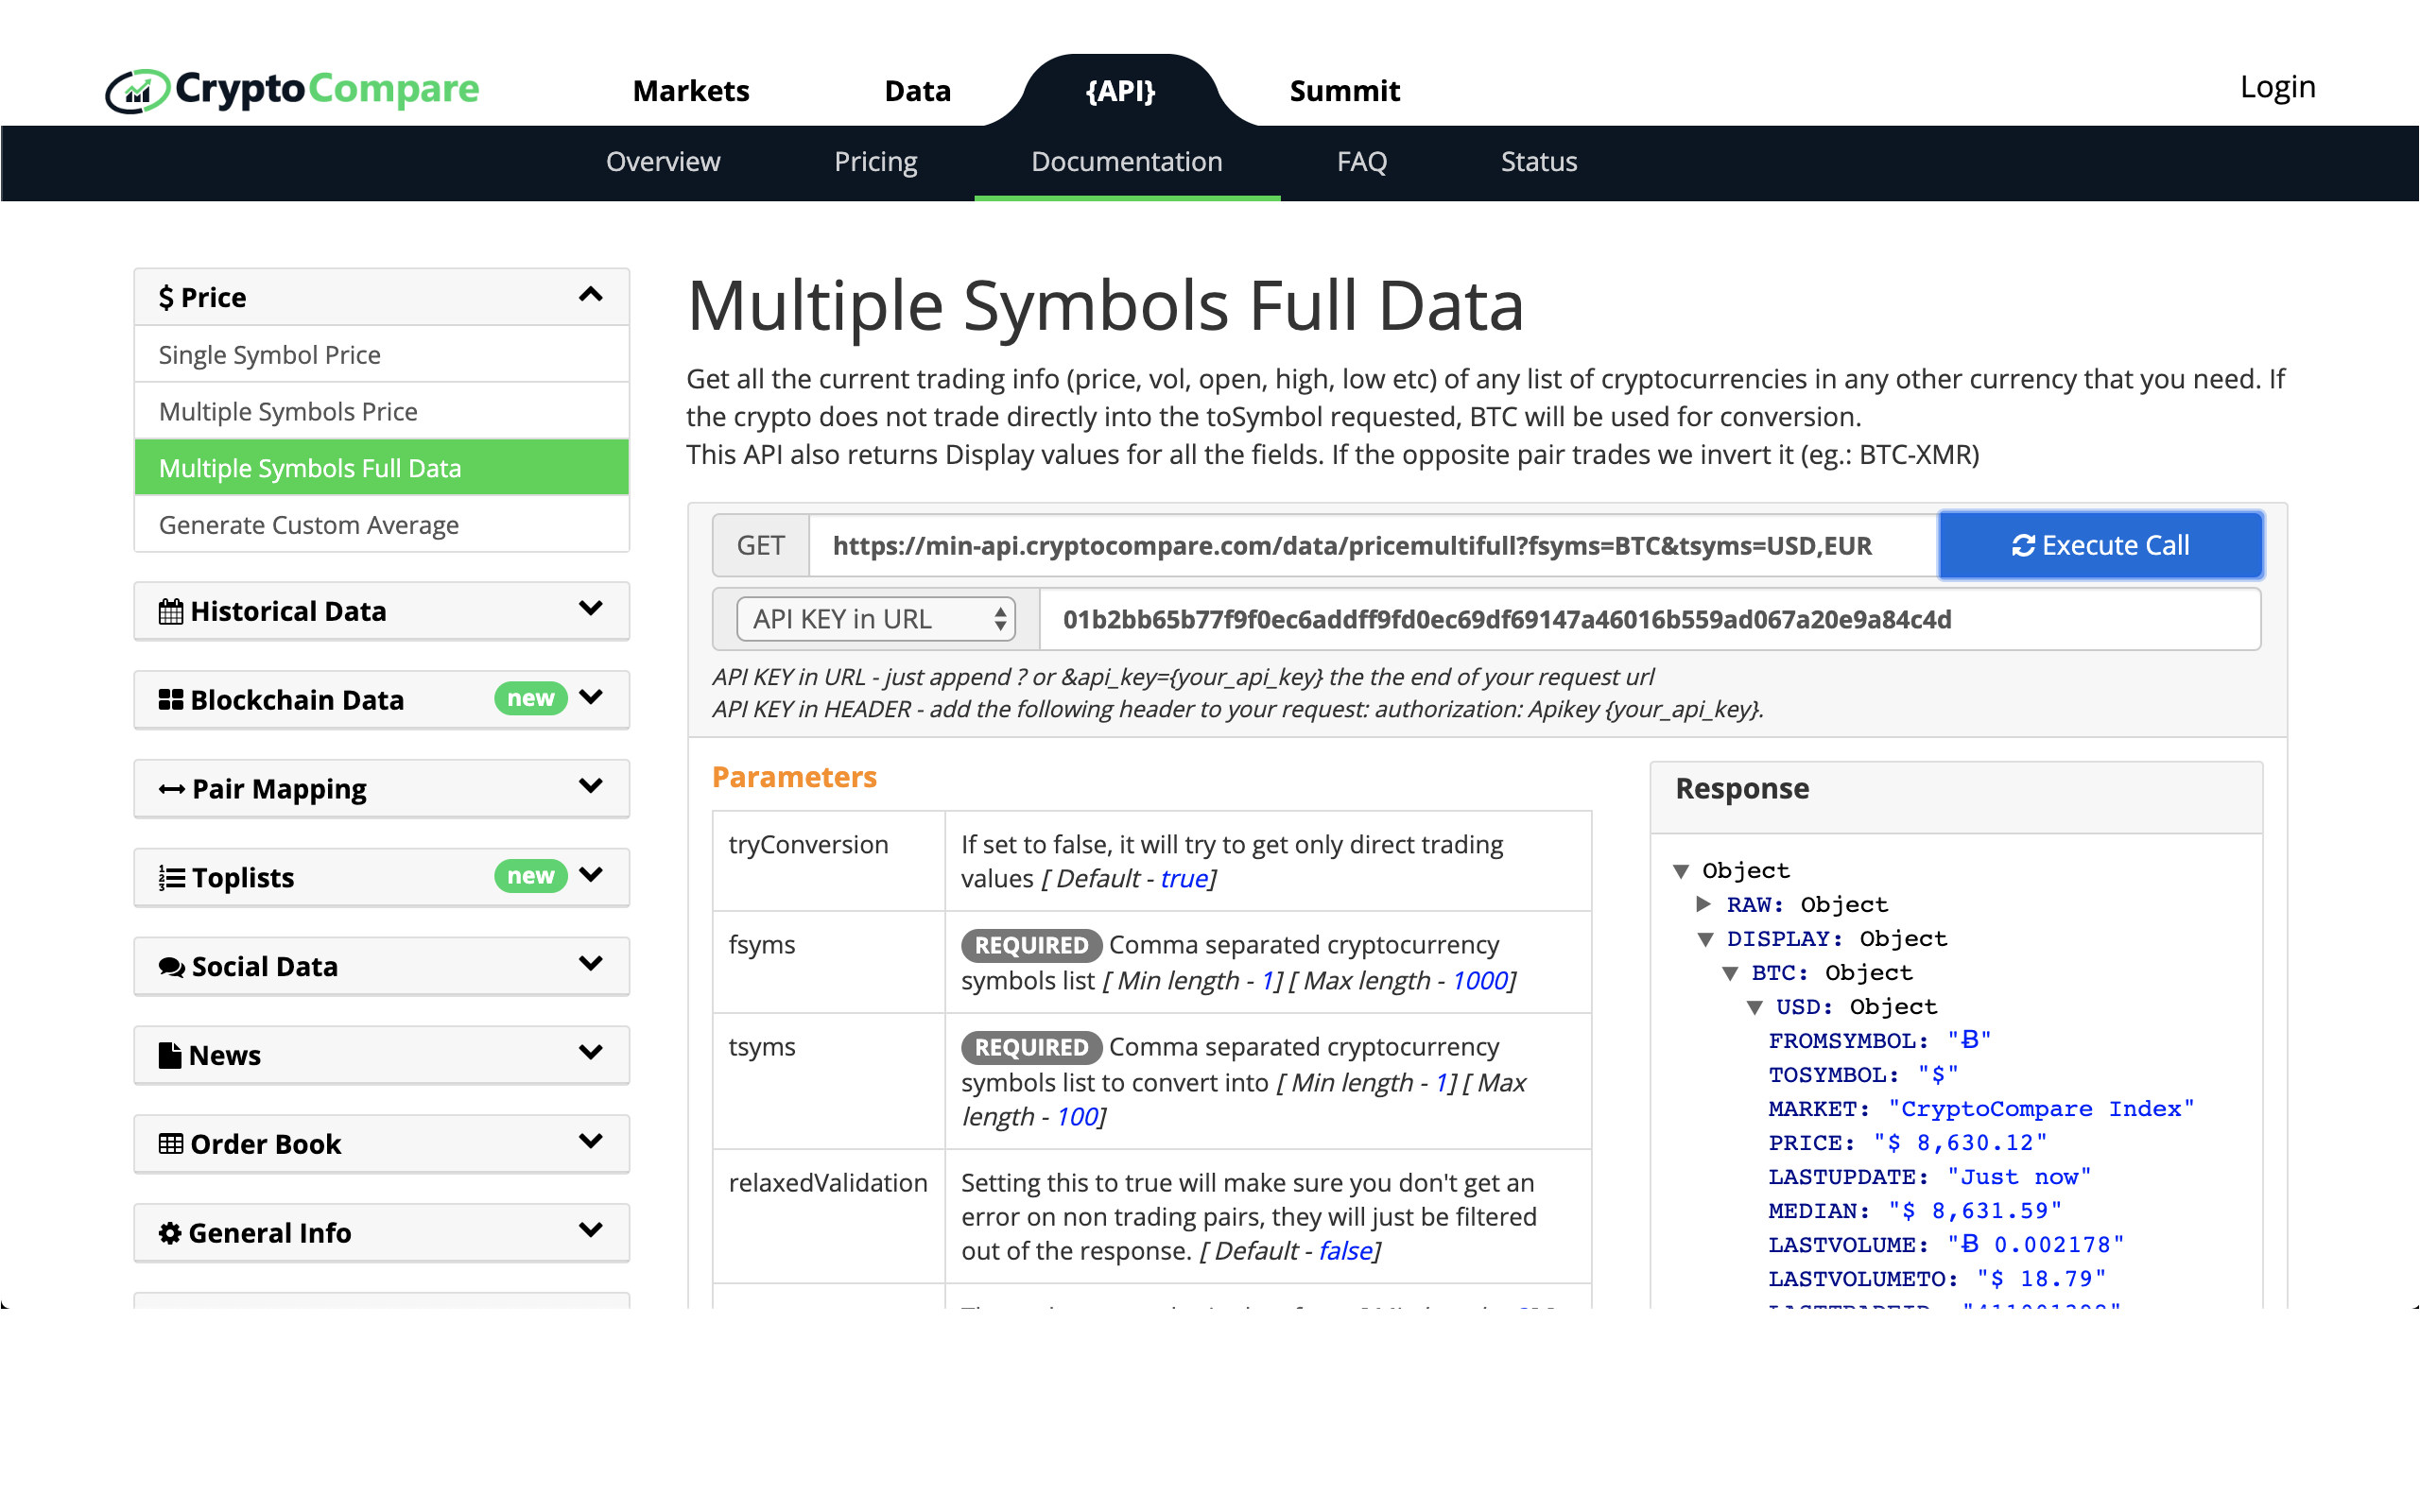 CryptoCompare
Markets
Data
{API}
Summit
Login
Overview
Pricing
Documentation
FAQ
Status
$ Price
Single Symbol Price
Multiple Symbols Price
Multiple Symbols Full Data
Generate Custom Average
Historical Data
Blockchain Data new
Pair Mapping
Toplists new
Social Data
News
Order Book
General Info
Multiple Symbols Full Data
Get all the current trading info (price, vol, open, high, low etc) of any list of cryptocurrencies in any other currency that you need. If
the crypto does not trade directly into the toSymbol requested, BTC will be used for conversion.
This API also returns Display values for all the fields. If the opposite pair trades we invert it (eg.: BTC-XMR)
GET https://min-api.cryptocompare.com/data/pricemultifull?fsyms=BTC&tsyms=USD,EUR Execute Call
API KEY in URL 01b2bb65b77f9f0ec6addff9fd0ec69df69147a46016b559ad067a20e9a84c4d
API KEY in URL - just append ? or &api_key={your_api_key} the the end of your request url
API KEY in HEADER - add the following header to your request: authorization: Apikey {your_api_key}.
Parameters
tryConversion
If set to false, it will try to get only direct trading
values [ Default - true]
fsyms
REQUIRED Comma separated cryptocurrency
symbols list [ Min length - 1] [ Max length - 1000]
tsyms
REQUIRED Comma separated cryptocurrency
symbols list to convert into [ Min length - 1] [ Max
length - 100]
relaxedValidation
Setting this to true will make sure you don't get an
error on non trading pairs, they will just be filtered
out of the response. [ Default - false]
Response
▼ Object
▶ RAW: Object
▼ DISPLAY: Object
▼ BTC: Object
▼ USD: Object
FROMSYMBOL: "Ƀ"
TOSYMBOL: "$"
MARKET: "CryptoCompare Index"
PRICE: "$ 8,630.12"
LASTUPDATE: "Just now"
MEDIAN: "$ 8,631.59"
LASTVOLUME: "Ƀ 0.002178"
LASTVOLUMETO: "$ 18.79"